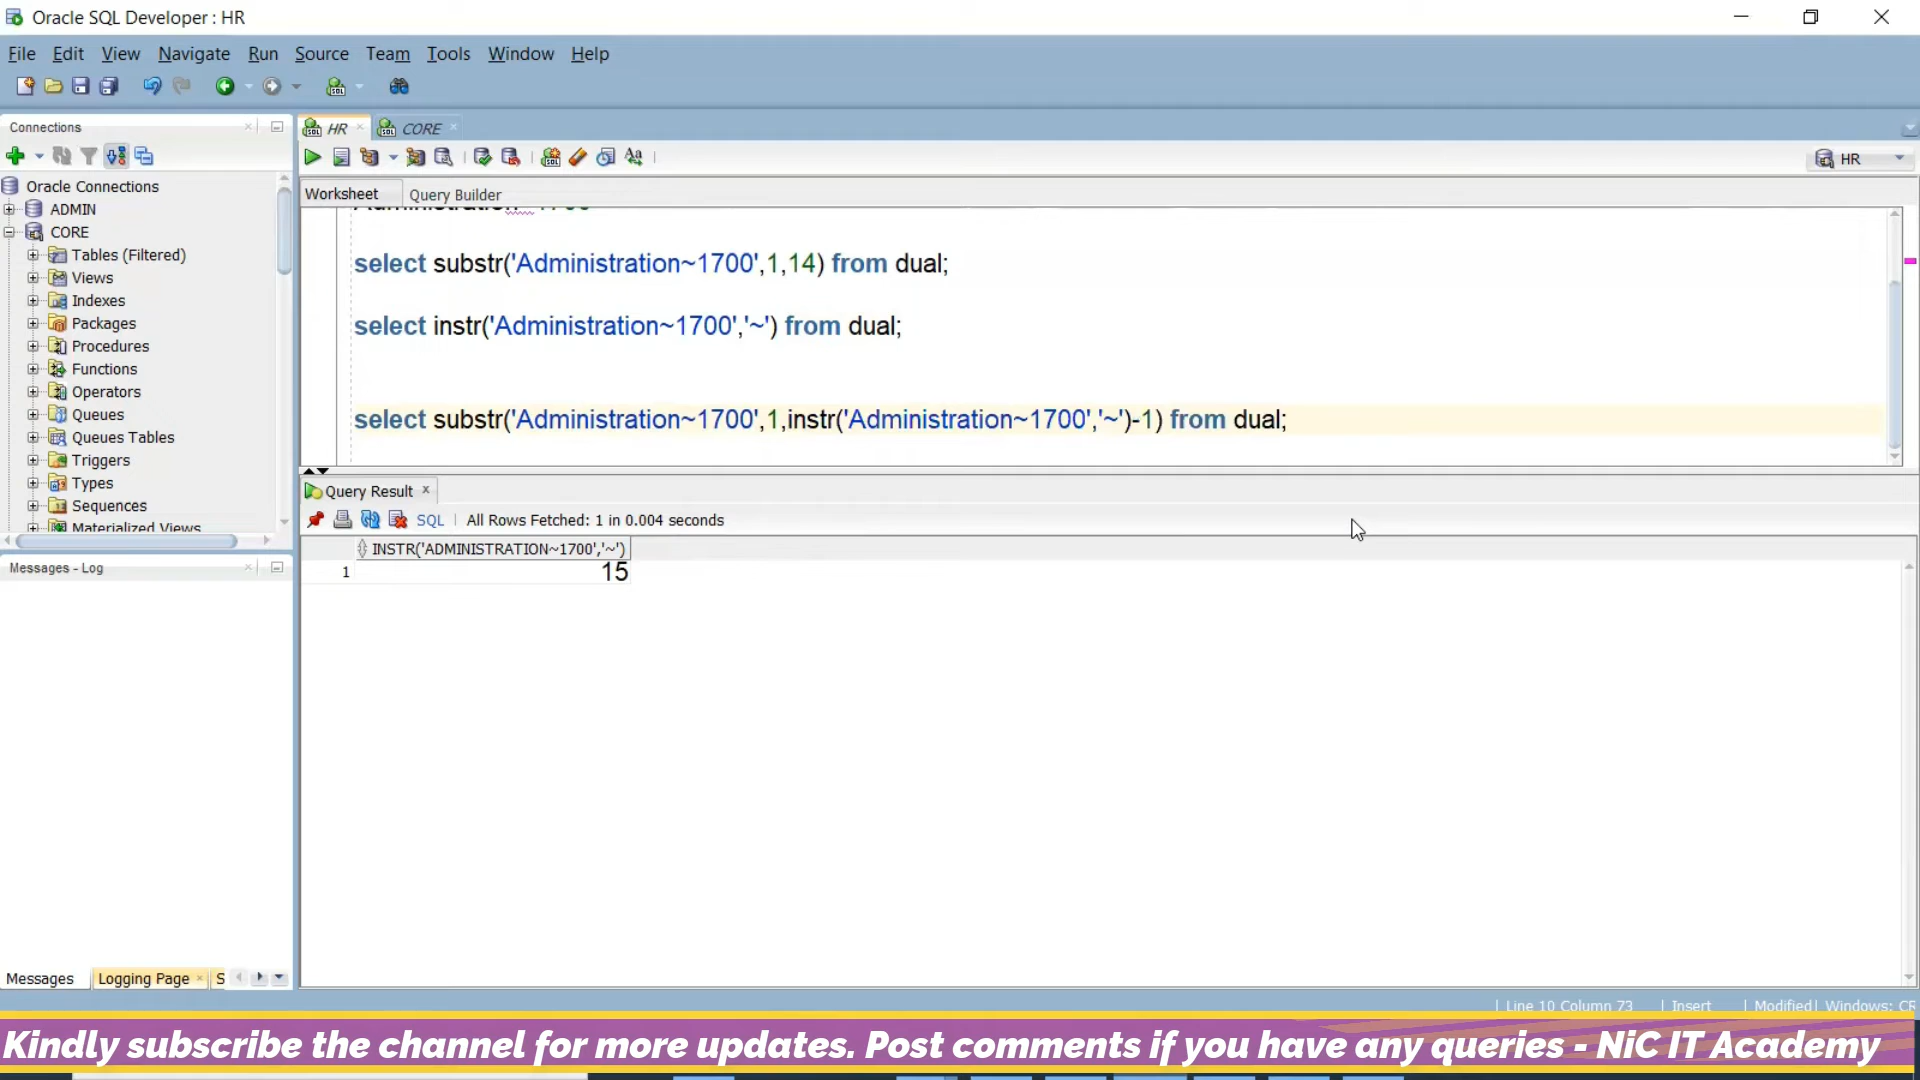 Oracle SQL Developer : HR
File Edit View Navigate Run Source Team Tools Window Help
Connections
HR
CORE
HR
Worksheet
Query Builder
Oracle Connections
ADMIN
CORE
Tables (Filtered)
Views
Indexes
Packages
Procedures
Functions
Operators
Queues
Queues Tables
Triggers
Types
Sequences
Materialized Views
Administration~1700
select substr('Administration~1700',1,14) from dual;
select instr('Administration~1700','~') from dual;
select substr('Administration~1700',1,instr('Administration~1700','~')-1) from dual;
Query Result
SQL
All Rows Fetched: 1 in 0.004 seconds
INSTR('ADMINISTRATION~1700','~')
1 15
Messages - Log
Messages
Logging Page
S
Line 10 Column 73 | Insert | Modified | Windows: CR
Kindly subscribe the channel for more updates. Post comments if you have any queries - NiC IT Academy